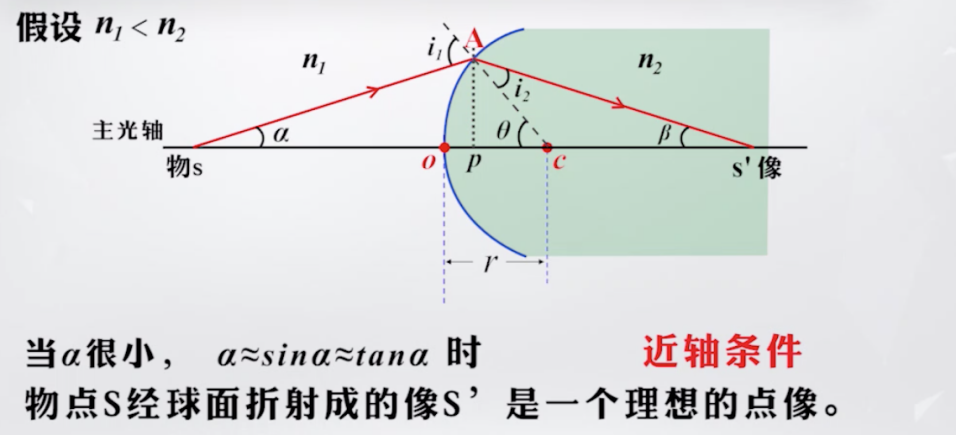 假设 n₁ < n₂
A
i₁
n₁
n₂
i₂
主光轴
α
θ
β
物s
o
p
c
s' 像
r
当α很小， α≈sinα≈tanα 时
近轴条件
物点S经球面折射成的像S’是一个理想的点像。